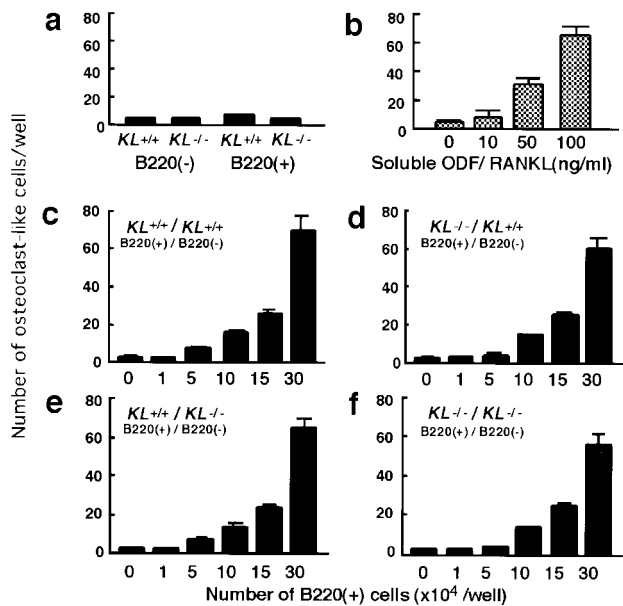 Number of osteoclast-like cells/well
a
80
60
40
20
0
KL+/+ KL-/- KL+/+ KL-/-
B220(-) B220(+)
b
80
60
40
20
0
0 10 50 100
Soluble ODF/ RANKL(ng/ml)
c
80
60
40
20
0
KL+/+ / KL+/+
B220(+) / B220(-)
0 1 5 10 15 30
d
80
60
40
20
0
KL-/- / KL+/+
B220(+) / B220(-)
0 1 5 10 15 30
e
80
60
40
20
0
KL+/+ / KL-/-
B220(+) / B220(-)
0 1 5 10 15 30
f
80
60
40
20
0
KL-/- / KL-/-
B220(+) / B220(-)
0 1 5 10 15 30
Number of B220(+) cells (x10⁴ /well)